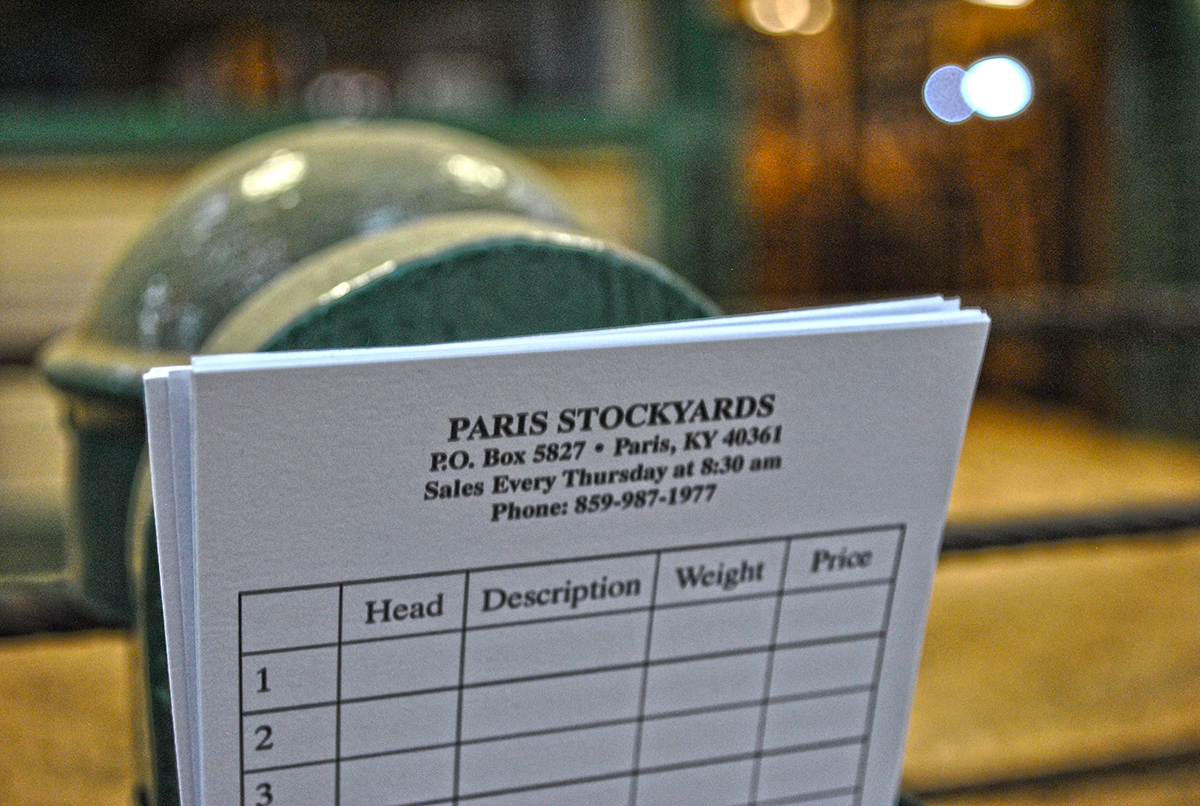 PARIS STOCKYARDS
P.O. Box 5827 • Paris, KY 40361
Sales Every Thursday at 8:30 am
Phone: 859-987-1977
Head Description Weight Price
1
2
3